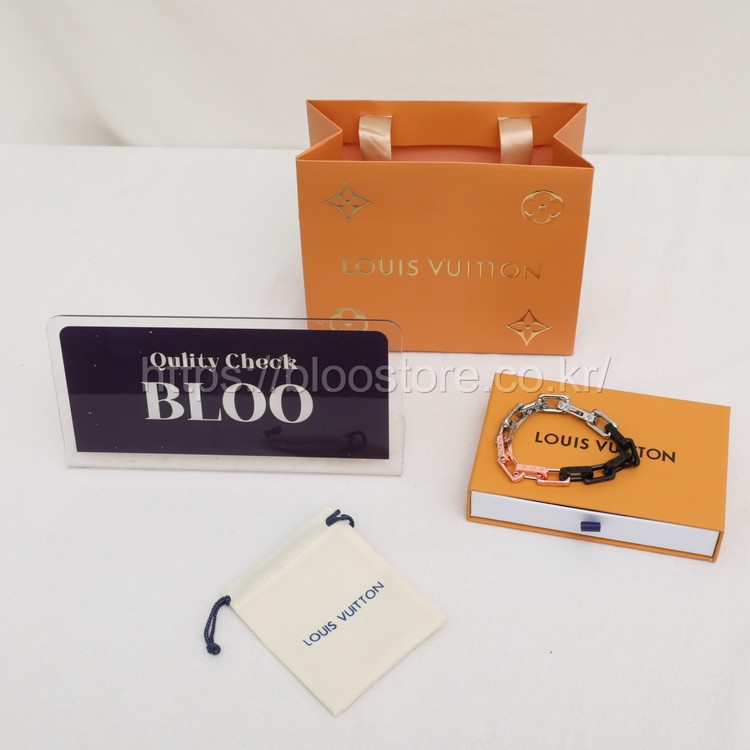 LOUIS VUITTON
Qulity Check
BLOO
https://bloostore.co.kr/
LOUIS VUITTON
LOUIS VUITTON